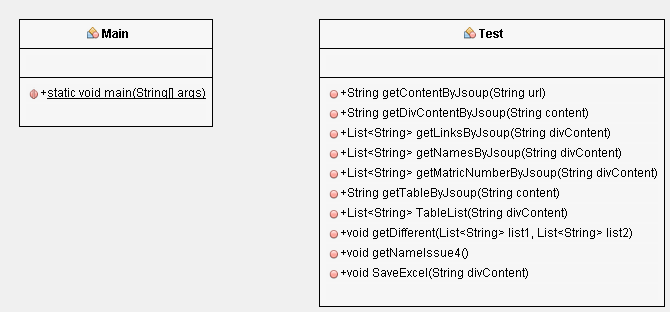 Main
+static void main(String[] args)
Test
+String getContentByJsoup(String url)
+String getDivContentByJsoup(String content)
+List<String> getLinksByJsoup(String divContent)
+List<String> getNamesByJsoup(String divContent)
+List<String> getMatricNumberByJsoup(String divContent)
+String getTableByJsoup(String content)
+List<String> TableList(String divContent)
+void getDifferent(List<String> list1, List<String> list2)
+void getNameIssue4()
+void SaveExcel(String divContent)